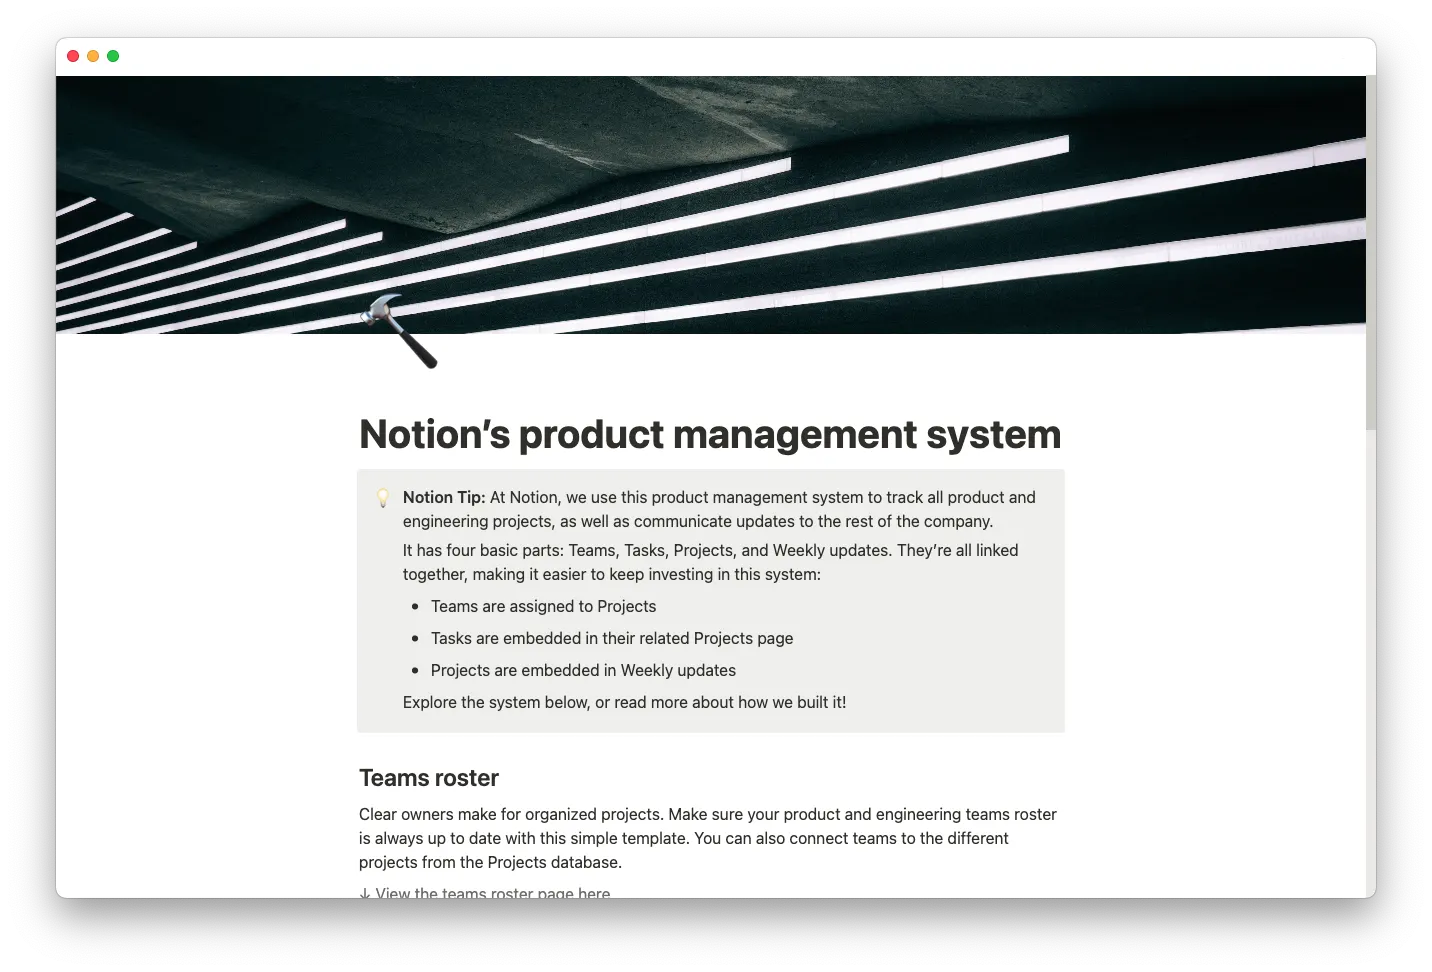 Notion’s product management system
Notion Tip: At Notion, we use this product management system to track all product and
engineering projects, as well as communicate updates to the rest of the company.
It has four basic parts: Teams, Tasks, Projects, and Weekly updates. They’re all linked
together, making it easier to keep investing in this system:
• Teams are assigned to Projects
• Tasks are embedded in their related Projects page
• Projects are embedded in Weekly updates
Explore the system below, or read more about how we built it!
Teams roster
Clear owners make for organized projects. Make sure your product and engineering teams roster
is always up to date with this simple template. You can also connect teams to the different
projects from the Projects database.
↓ View the teams roster page here